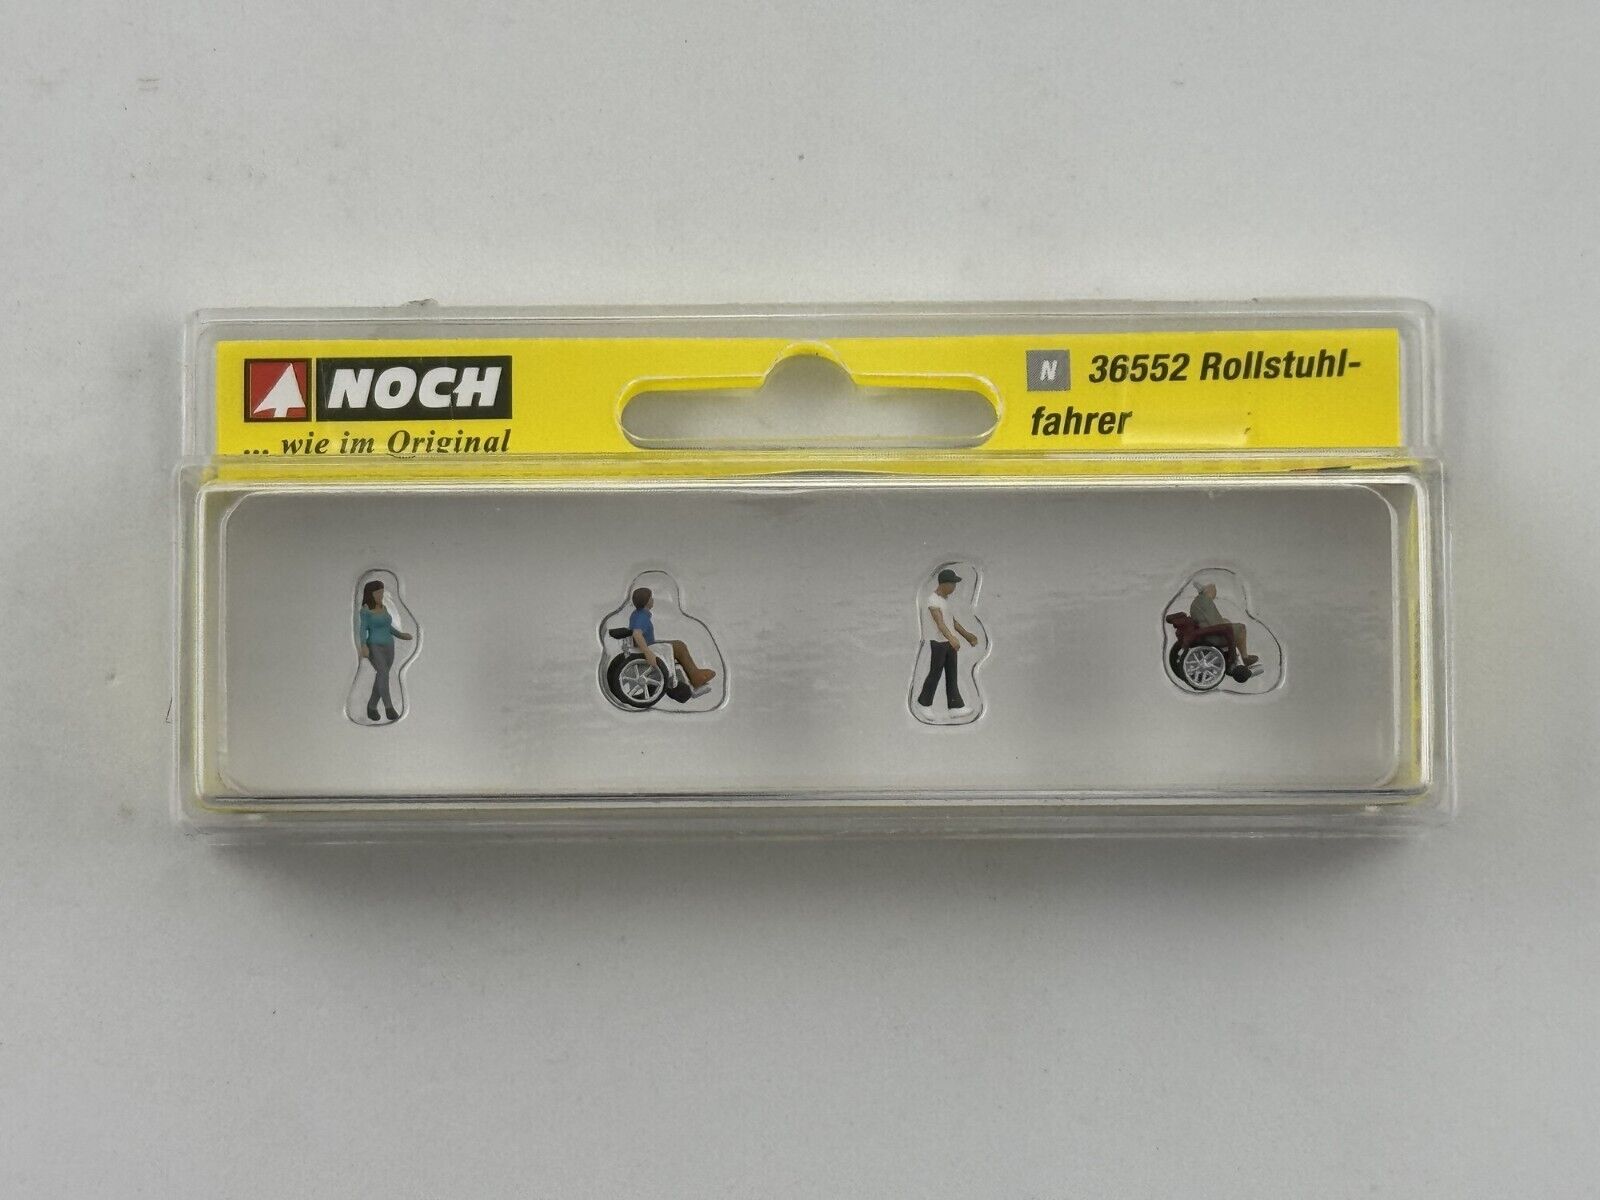 NOCH
... wie im Original
N 36552 Rollstuhl-
fahrer